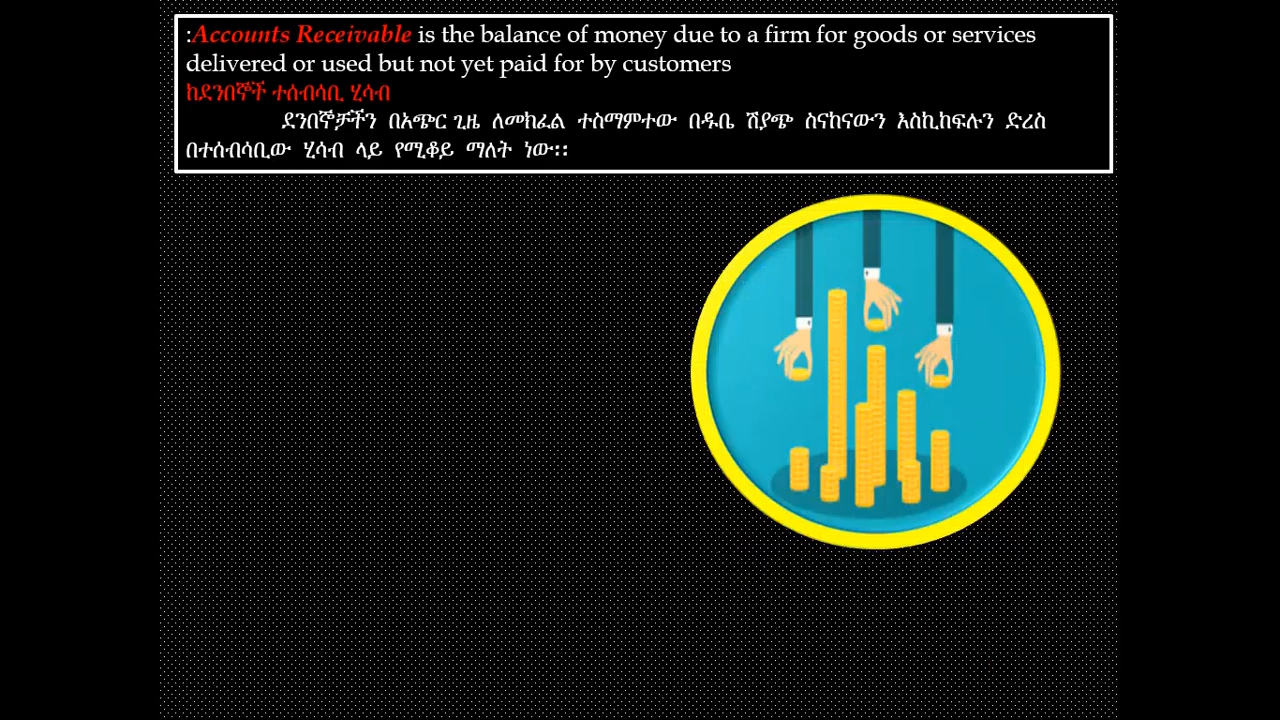 :Accounts Receivable is the balance of money due to a firm for goods or services
delivered or used but not yet paid for by customers
ከደንበኞች ተሰብሳቢ ሂሳብ
ደንበኞቻችን በአጭር ጊዜ ለመክፈል ተስማምተው በዱቤ ሽያጭ ስናከናውን እስኪከፍሉን ድረስ
በተሰብሳቢው ሂሳብ ላይ የሚቆይ ማለት ነው፡፡